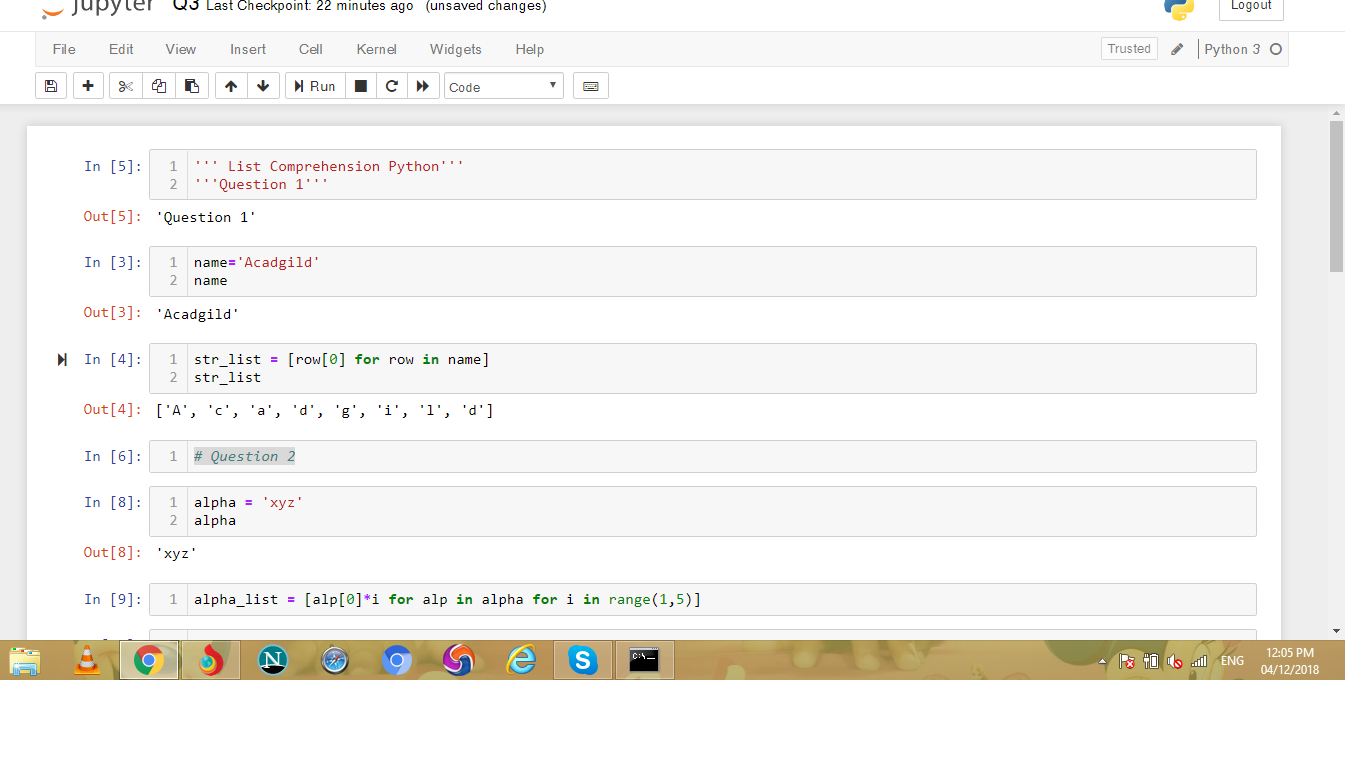 jupyter Q3 Last Checkpoint: 22 minutes ago (unsaved changes)
Logout
File Edit View Insert Cell Kernel Widgets Help
Trusted
Python 3
Run
Code
In [5]:
1 ''' List Comprehension Python'''
2 '''Question 1'''
Out[5]: 'Question 1'
In [3]:
1 name='Acadgild'
2 name
Out[3]: 'Acadgild'
In [4]:
1 str_list = [row[0] for row in name]
2 str_list
Out[4]: ['A', 'c', 'a', 'd', 'g', 'i', 'l', 'd']
In [6]:
1 # Question 2
In [8]:
1 alpha = 'xyz'
2 alpha
Out[8]: 'xyz'
In [9]:
1 alpha_list = [alp[0]*i for alp in alpha for i in range(1,5)]
N
S
C:\_
ENG
12:05 PM
04/12/2018